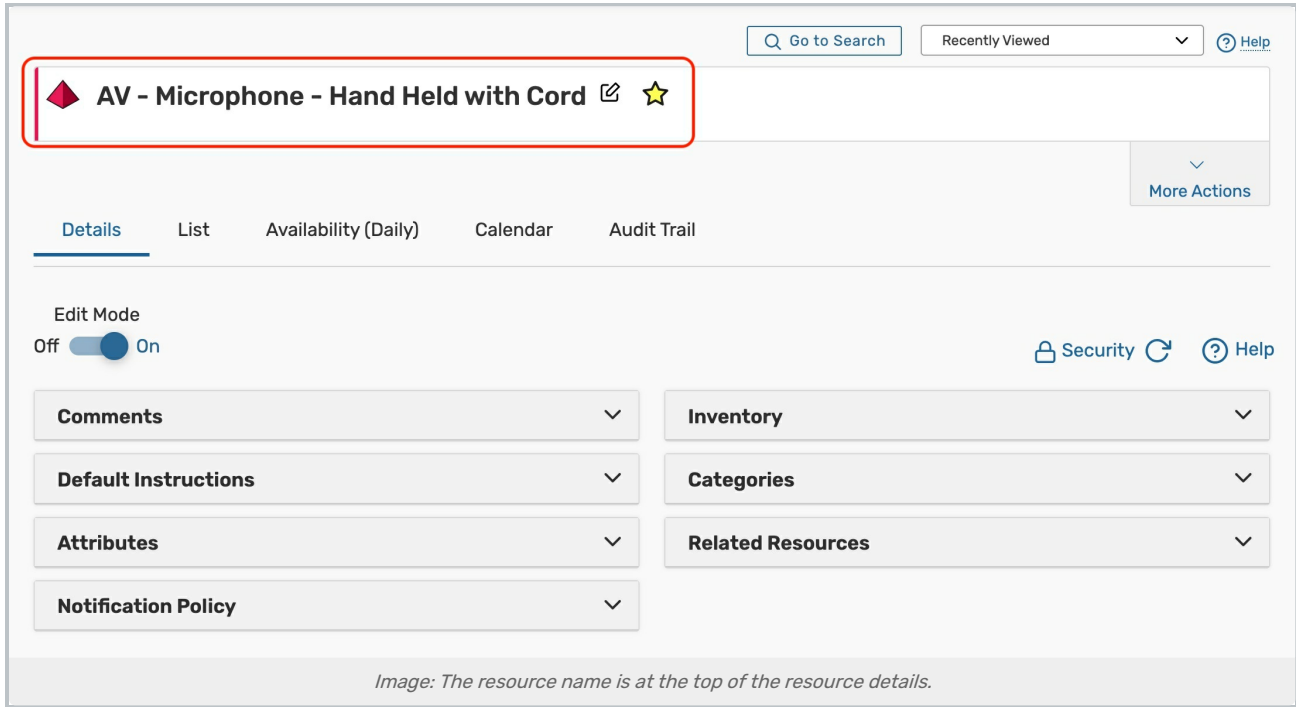 Go to Search Recently Viewed Help
AV - Microphone - Hand Held with Cord
More Actions
Details List Availability (Daily) Calendar Audit Trail
Edit Mode
Off On Security Help
Comments Inventory
Default Instructions Categories
Attributes Related Resources
Notification Policy
Image: The resource name is at the top of the resource details.